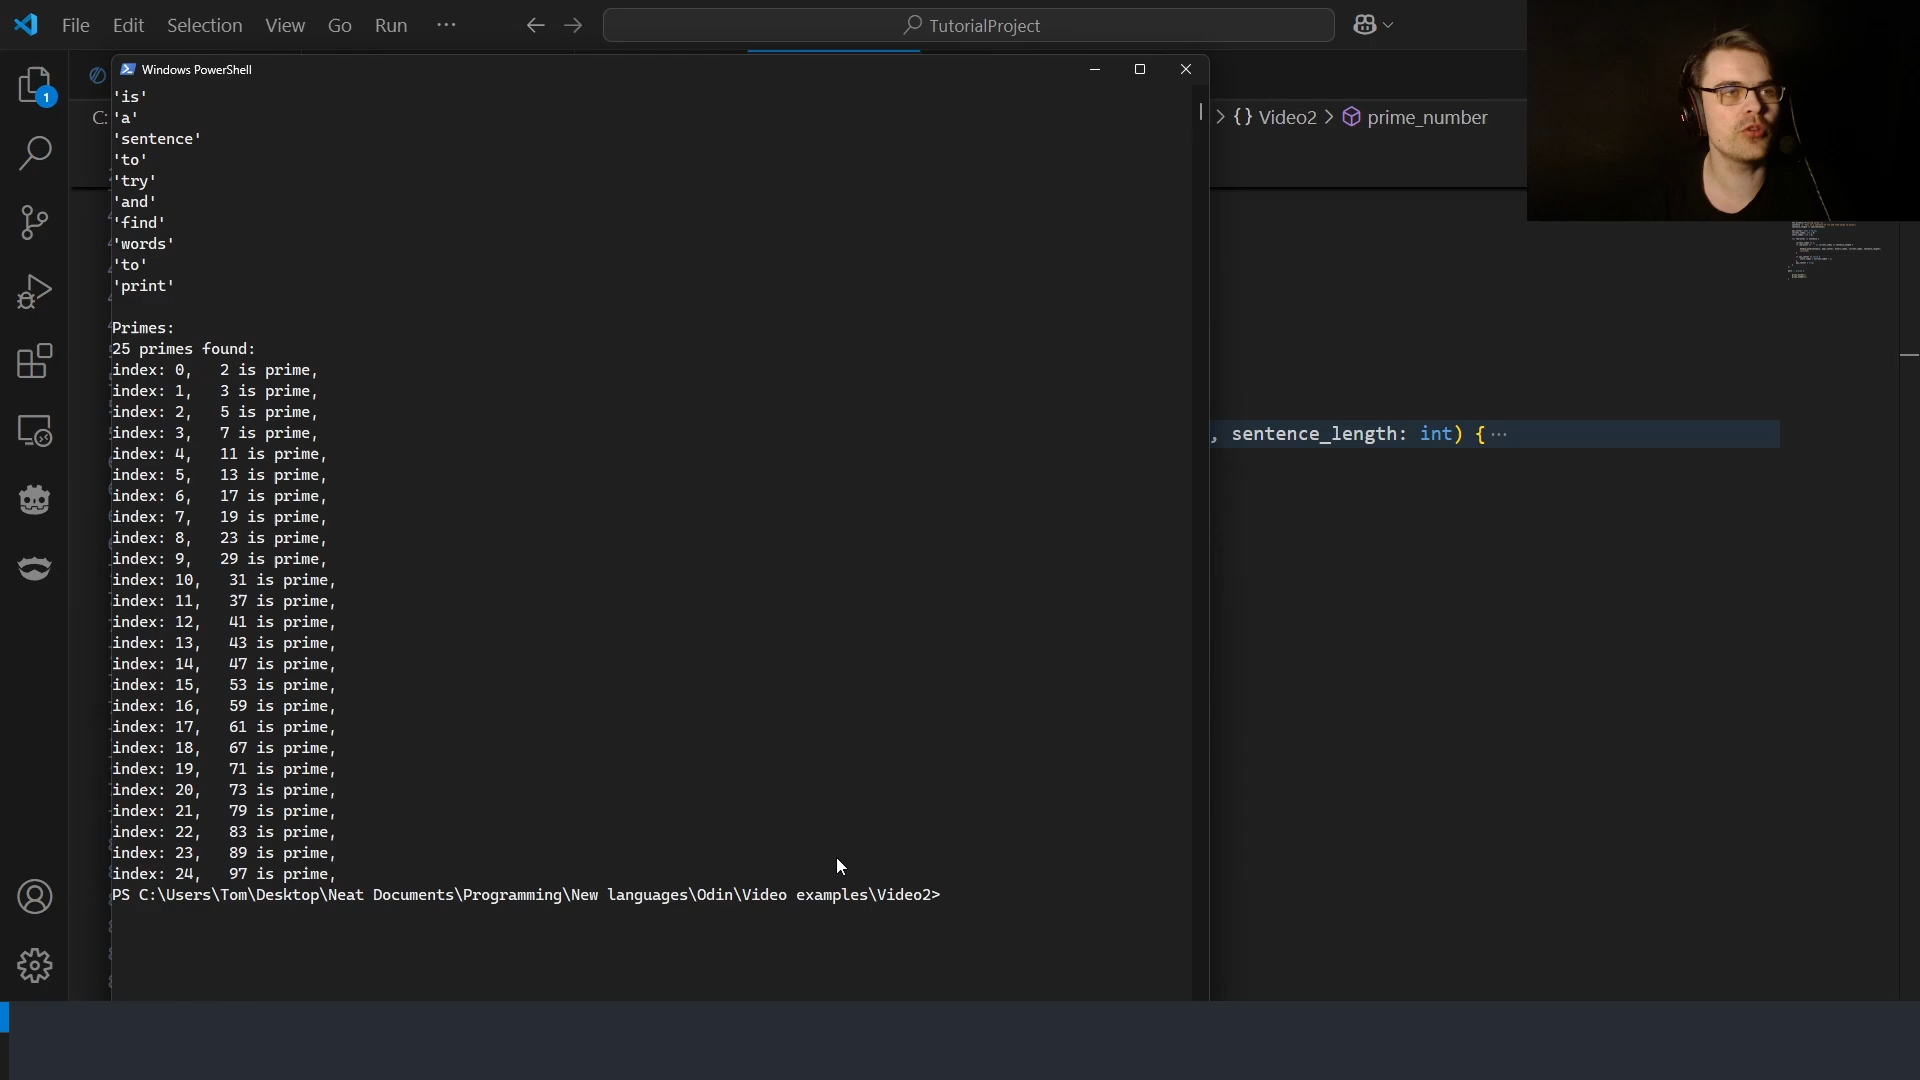 File Edit Selection View Go Run ···
TutorialProject
1
Windows PowerShell
C:
Video2 > prime_number
'is'
'a'
'sentence'
'to'
'try'
'and'
'find'
'words'
'to'
'print'
Primes:
25 primes found:
index: 0,   2 is prime,
index: 1,   3 is prime,
index: 2,   5 is prime,
index: 3,   7 is prime,
index: 4,   11 is prime,
index: 5,   13 is prime,
index: 6,   17 is prime,
index: 7,   19 is prime,
index: 8,   23 is prime,
index: 9,   29 is prime,
index: 10,   31 is prime,
index: 11,   37 is prime,
index: 12,   41 is prime,
index: 13,   43 is prime,
index: 14,   47 is prime,
index: 15,   53 is prime,
index: 16,   59 is prime,
index: 17,   61 is prime,
index: 18,   67 is prime,
index: 19,   71 is prime,
index: 20,   73 is prime,
index: 21,   79 is prime,
index: 22,   83 is prime,
index: 23,   89 is prime,
index: 24,   97 is prime,
PS C:\Users\Tom\Desktop\Neat Documents\Programming\New languages\Odin\Video examples\Video2>
, sentence_length: int) { ···